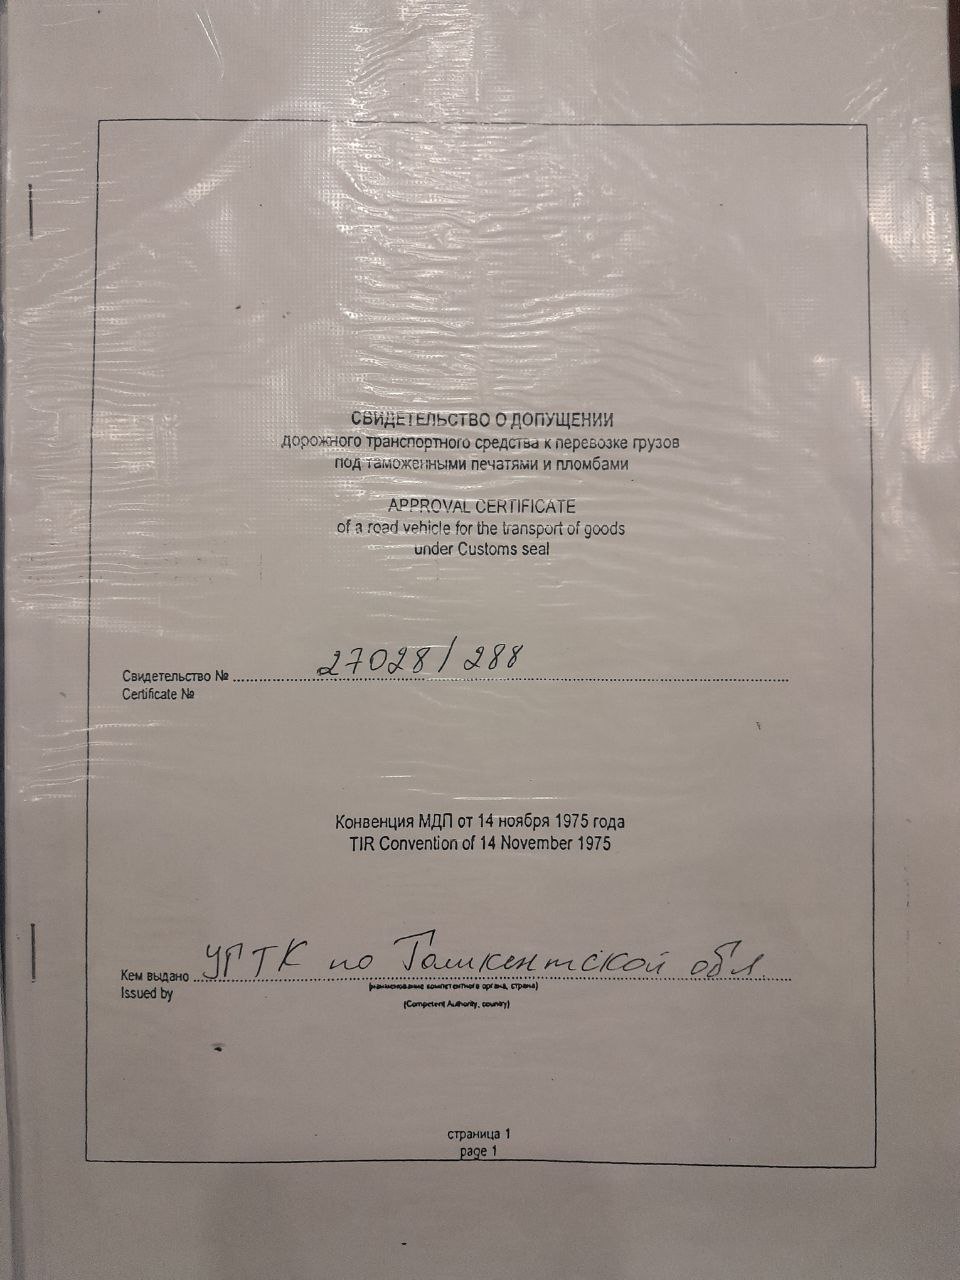 СВИДЕТЕЛЬСТВО О ДОПУЩЕНИИ
дорожного транспортного средства к перевозке грузов
под таможенными печатями и пломбами
APPROVAL CERTIFICATE
of a road vehicle for the transport of goods
under Customs seal
Свидетельство № 27028/288
Certificate №
Конвенция МДП от 14 ноября 1975 года
TIR Convention of 14 November 1975
Кем выдано УГТК по Ташкентской обл.
(наименование компетентного органа, страна)
Issued by
(Competent Authority, country)
страница 1
page 1